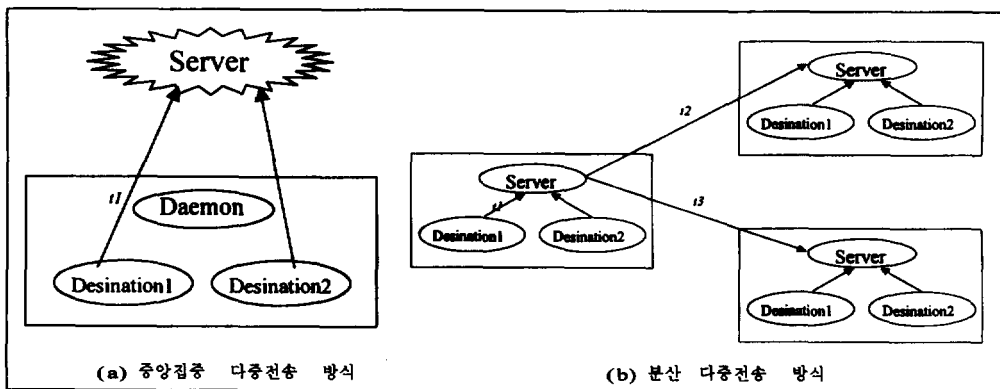 Server
t1
Daemon
Desination1
Desination2
(a) 중앙집중 다중전송 방식
Server
Desination1
Desination2
t2
Server
t1
Desination1
Desination2
t3
Server
Desination1
Desination2
(b) 분산 다중전송 방식